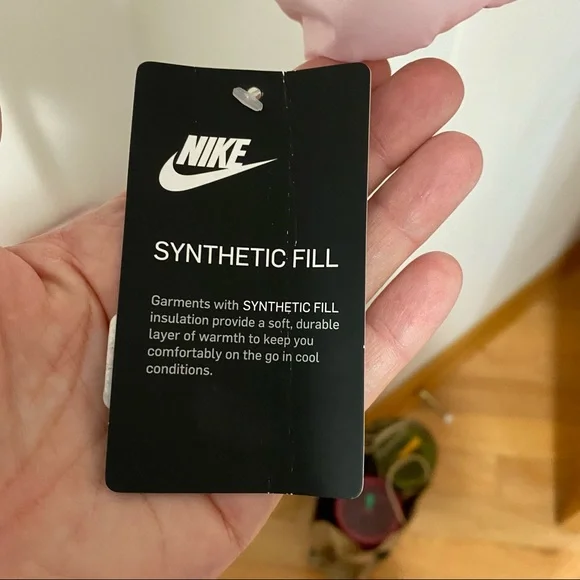 NIKE
SYNTHETIC FILL
Garments with SYNTHETIC FILL
insulation provide a soft, durable
layer of warmth to keep you
comfortably on the go in cool
conditions.